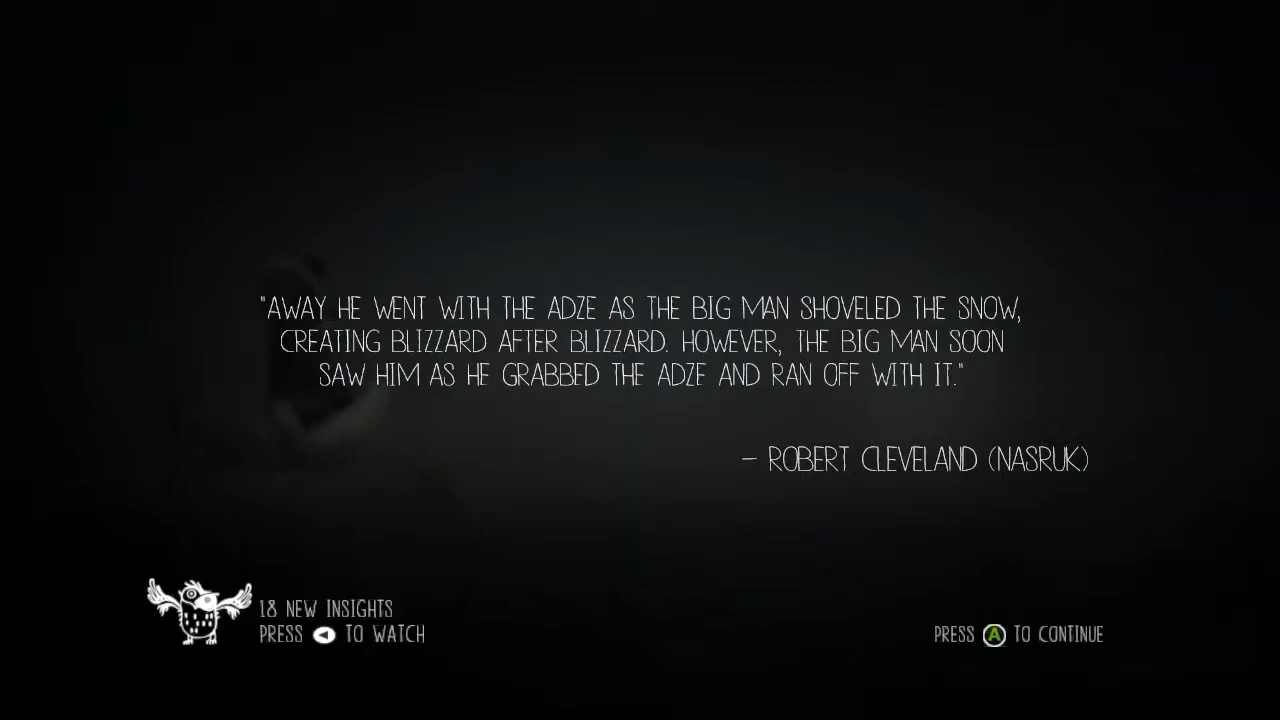 "AWAY HE WENT WITH THE ADZE AS THE BIG MAN SHOVELED THE SNOW,
CREATING BLIZZARD AFTER BLIZZARD. HOWEVER, THE BIG MAN SOON
SAW HIM AS HE GRABBED THE ADZE AND RAN OFF WITH IT."
– ROBERT CLEVELAND (NASRUK)
18 NEW INSIGHTS
PRESS ◄ TO WATCH
PRESS A TO CONTINUE